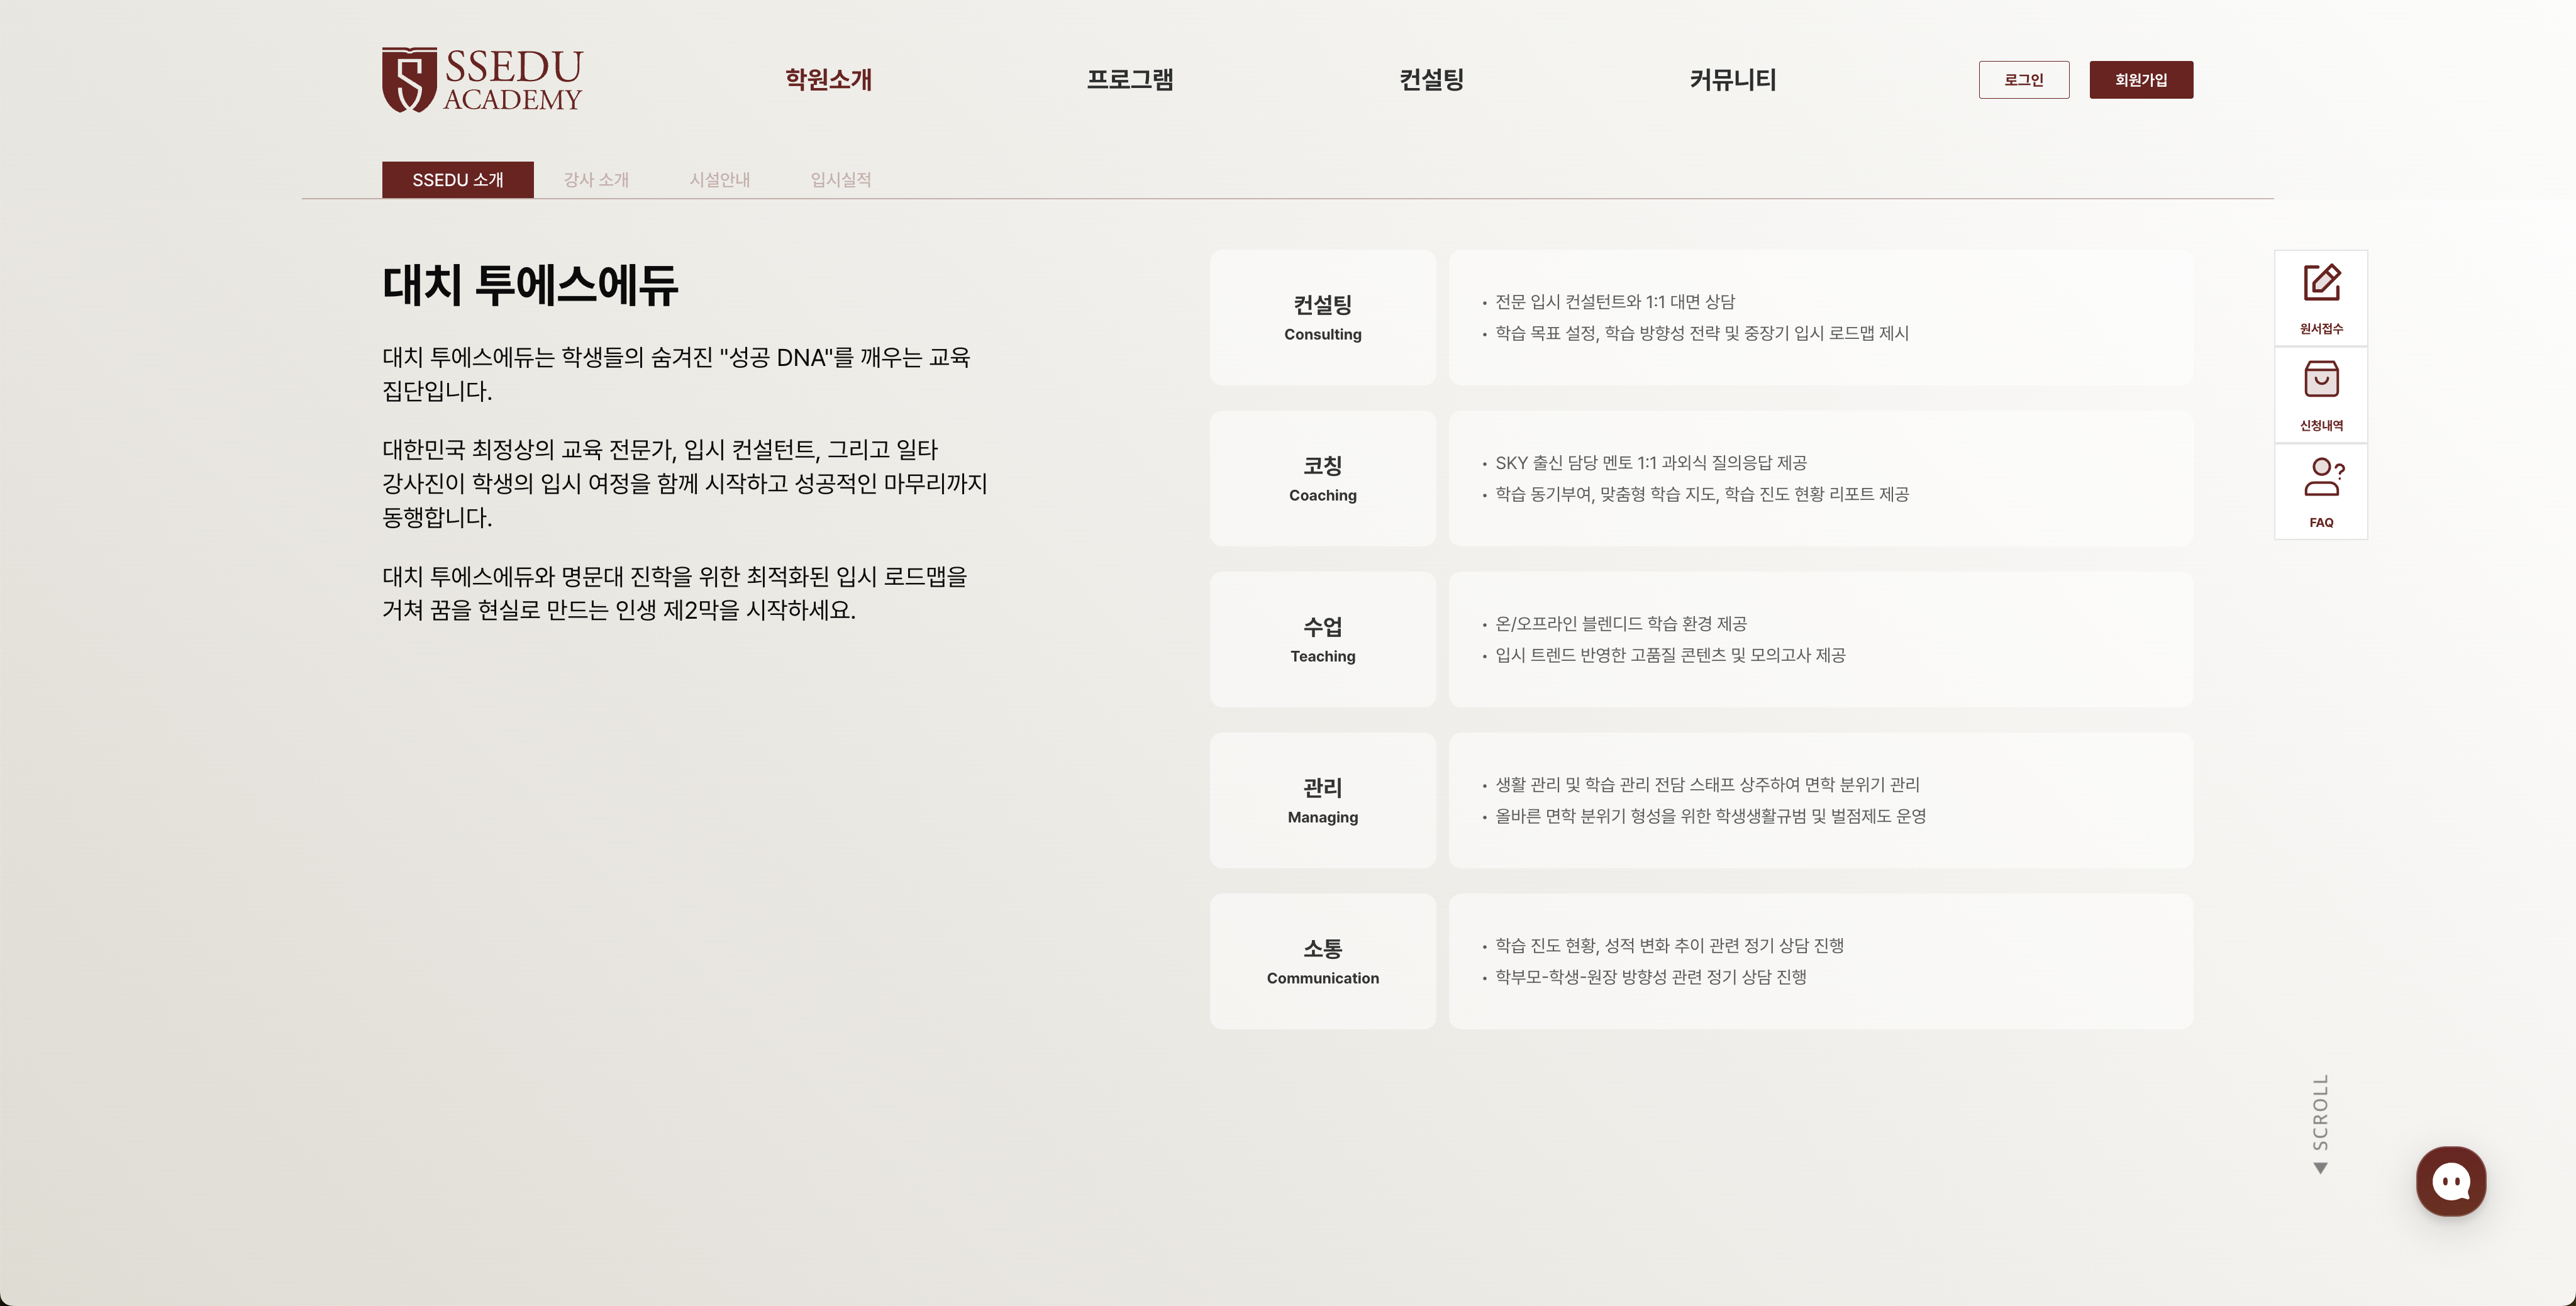 SSEDU
ACADEMY
학원소개
프로그램
컨설팅
커뮤니티
로그인
회원가입
SSEDU 소개
강사 소개
시설안내
입시실적
대치 투에스에듀
대치 투에스에듀는 학생들의 숨겨진 "성공 DNA"를 깨우는 교육
집단입니다.
대한민국 최정상의 교육 전문가, 입시 컨설턴트, 그리고 일타
강사진이 학생의 입시 여정을 함께 시작하고 성공적인 마무리까지
동행합니다.
대치 투에스에듀와 명문대 진학을 위한 최적화된 입시 로드맵을
거쳐 꿈을 현실로 만드는 인생 제2막을 시작하세요.
컨설팅
Consulting
• 전문 입시 컨설턴트와 1:1 대면 상담
• 학습 목표 설정, 학습 방향성 전략 및 중장기 입시 로드맵 제시
코칭
Coaching
• SKY 출신 담당 멘토 1:1 과외식 질의응답 제공
• 학습 동기부여, 맞춤형 학습 지도, 학습 진도 현황 리포트 제공
수업
Teaching
• 온/오프라인 블렌디드 학습 환경 제공
• 입시 트렌드 반영한 고품질 콘텐츠 및 모의고사 제공
관리
Managing
• 생활 관리 및 학습 관리 전담 스태프 상주하여 면학 분위기 관리
• 올바른 면학 분위기 형성을 위한 학생생활규범 및 벌점제도 운영
소통
Communication
• 학습 진도 현황, 성적 변화 추이 관련 정기 상담 진행
• 학부모-학생-원장 방향성 관련 정기 상담 진행
원서접수
신청내역
FAQ
SCROLL